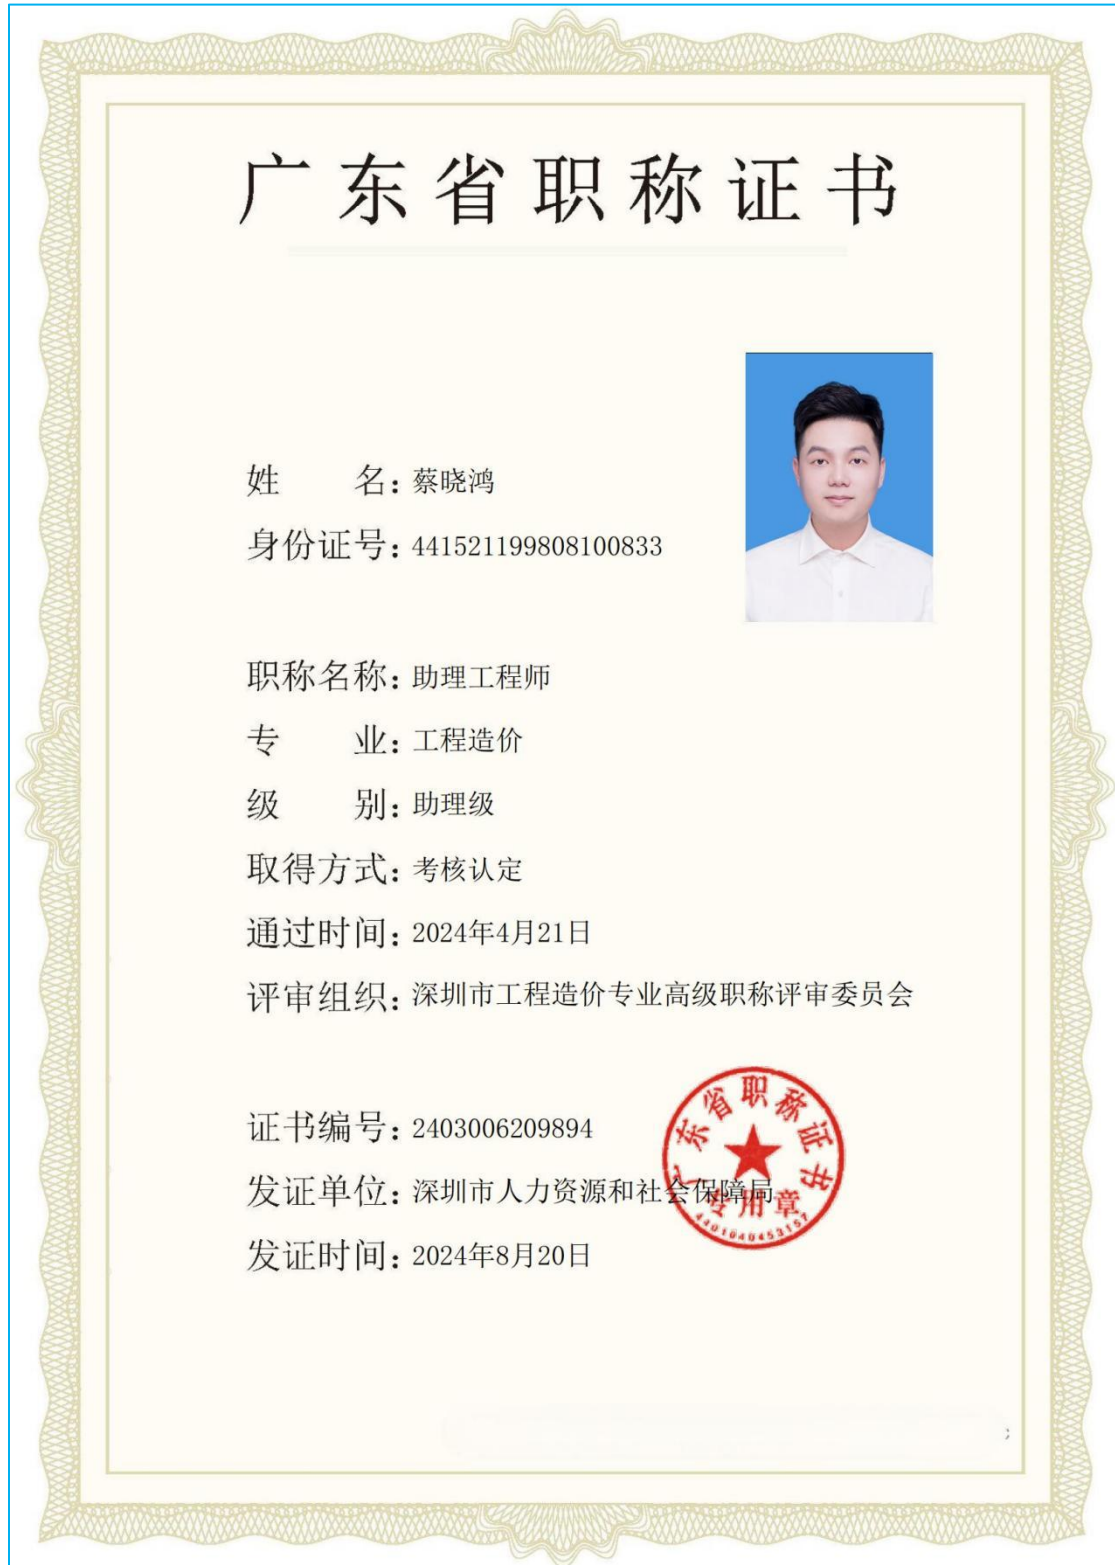 广东省职称证书
姓 名：蔡晓鸿
身份证号：441521199808100833
职称名称：助理工程师
专 业：工程造价
级 别：助理级
取得方式：考核认定
通过时间：2024年4月21日
评审组织：深圳市工程造价专业高级职称评审委员会
证书编号：2403006209894
发证单位：深圳市人力资源和社会保障局
发证时间：2024年8月20日
广东省职称证书
专用章
4401040453157